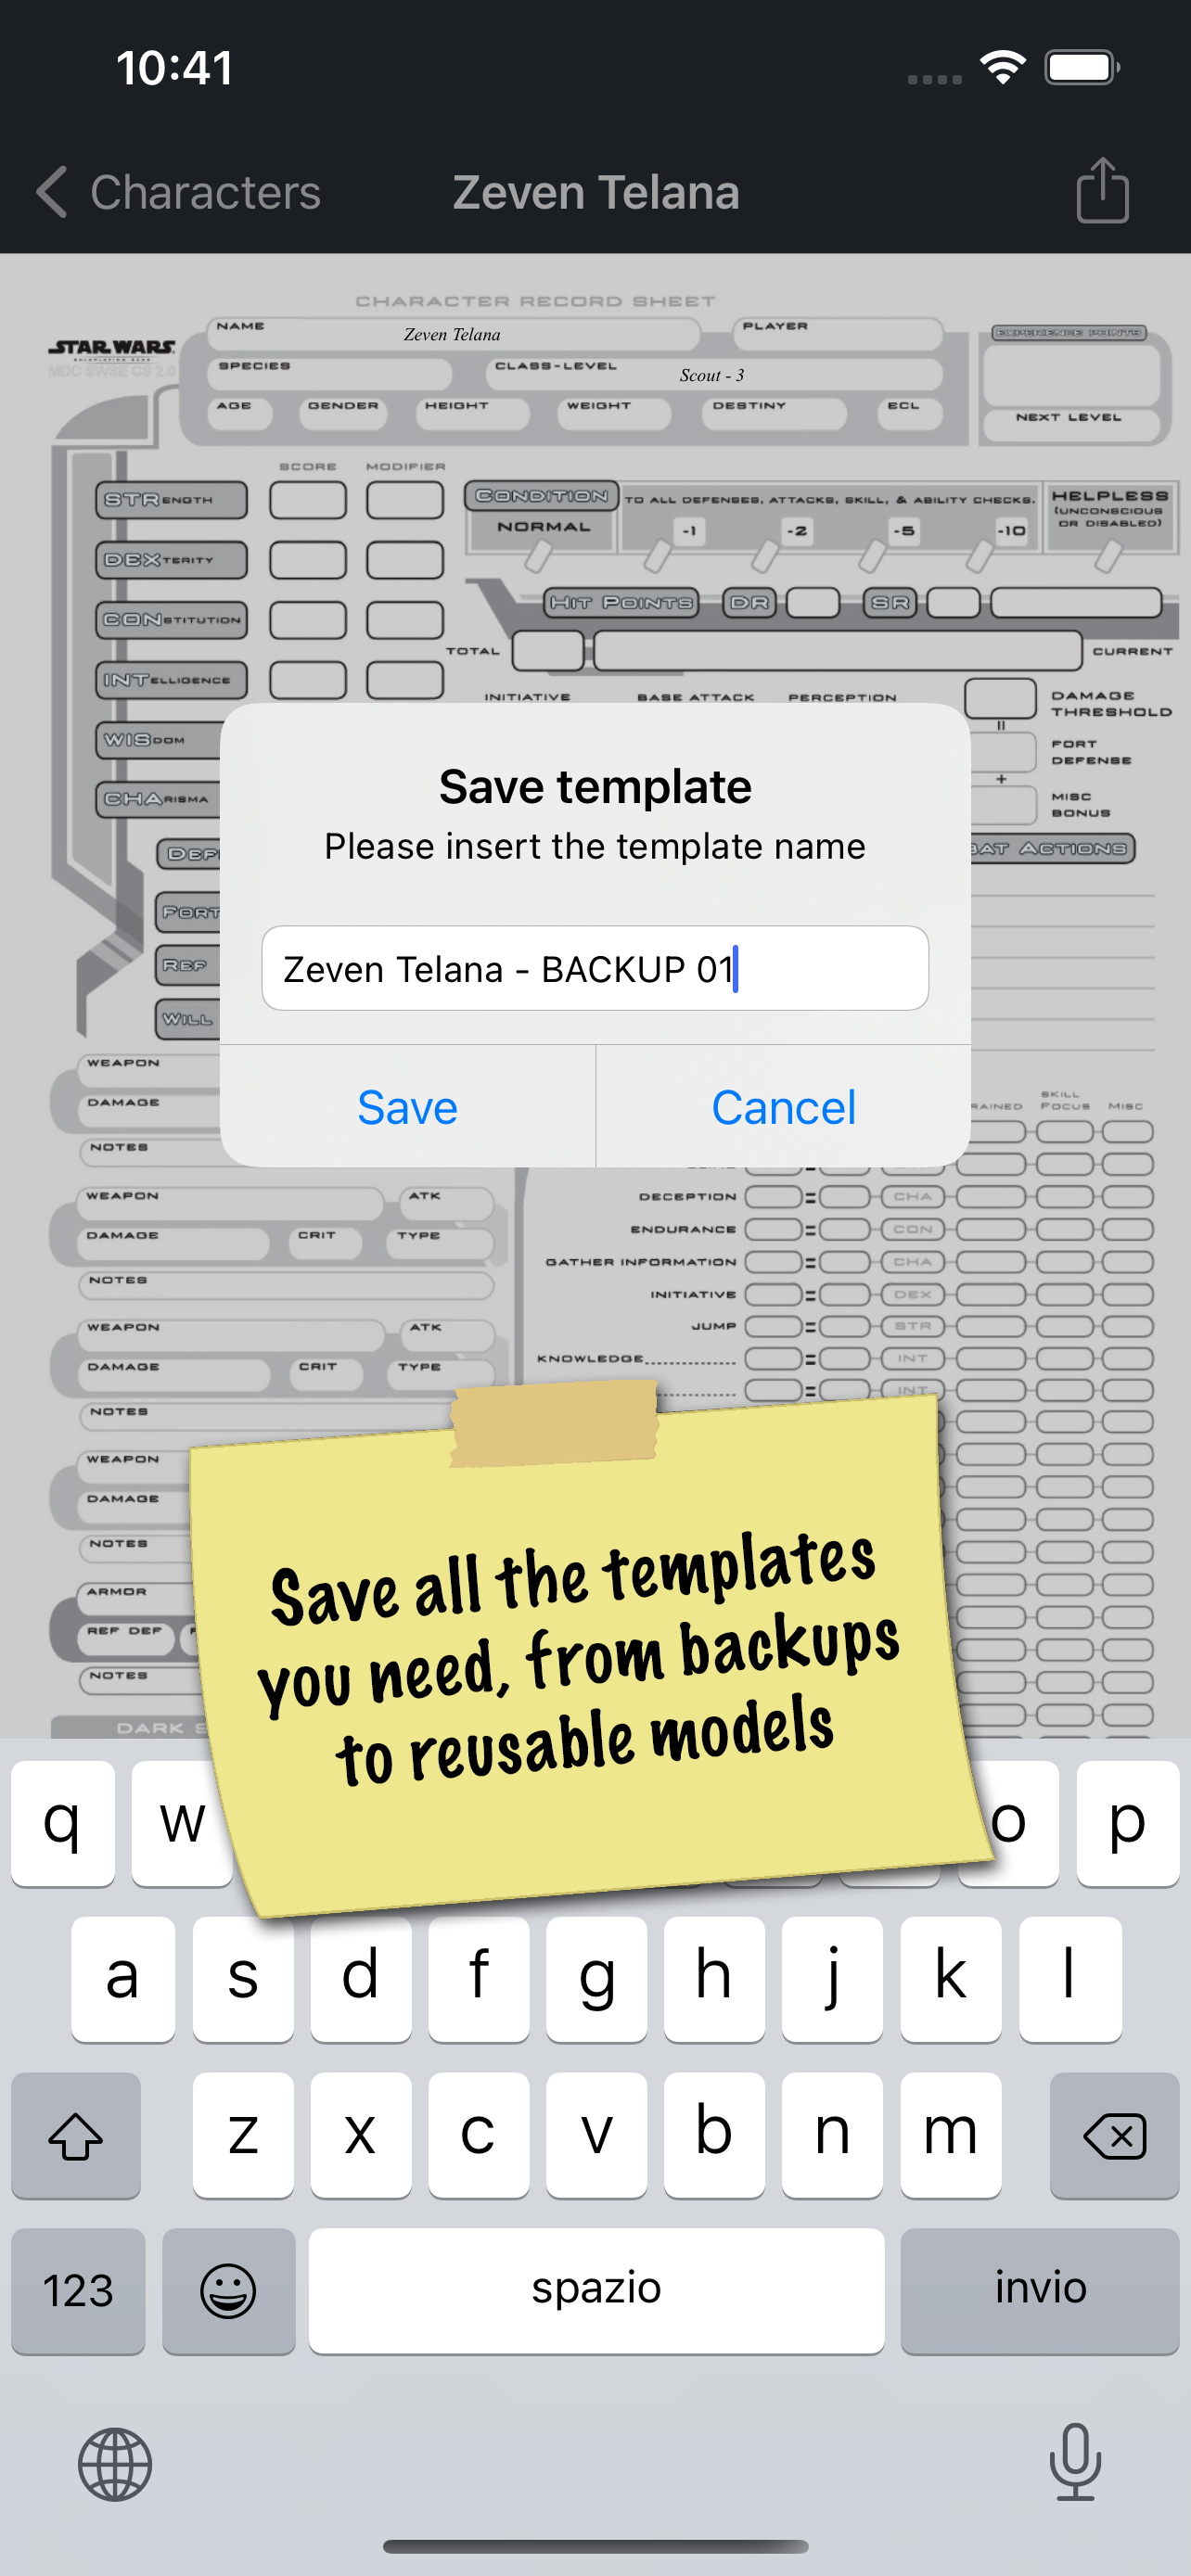 10:41
Characters
Zeven Telana
CHARACTER RECORD SHEET
STAR WARS
ROLEPLAYING GAME
MOC SWSE CS 2.0
NAME Zeven Telana PLAYER
EXPERIENCE POINTS
SPECIES CLASS-LEVEL Scout - 3
AGE GENDER HEIGHT WEIGHT DESTINY ECL
NEXT LEVEL
SCORE MODIFIER
STRENGTH
CONDITION TO ALL DEFENSES, ATTACKS, SKILL, & ABILITY CHECKS.
HELPLESS
(UNCONSCIOUS
OR DISABLED)
NORMAL -1 -2 -5 -10
DEXTERITY
HIT POINTS DR SR
CONSTITUTION
TOTAL CURRENT
INTELLIGENCE
INITIATIVE BASE ATTACK PERCEPTION
DAMAGE
THRESHOLD
=
WISDOM
FORT
DEFENSE
+
CHARISMA
MISC
BONUS
DEF
BAT ACTIONS
FORT
REF
WILL
Save template
Please insert the template name
Zeven Telana - BACKUP 01
Save Cancel
WEAPON
DAMAGE
NOTES
RAINED SKILL FOCUS MISC
WEAPON ATK
DAMAGE CRIT TYPE
NOTES
WEAPON ATK
DAMAGE CRIT TYPE
NOTES
DECEPTION = CHA
ENDURANCE = CON
GATHER INFORMATION = CHA
INITIATIVE = DEX
JUMP = STR
KNOWLEDGE = INT
= INT
WEAPON
DAMAGE
NOTES
ARMOR
REF DEF
NOTES
DARK S
Save all the templates
you need, from backups
to reusable models
q w o p
a s d f g h j k l
z x c v b n m
123 spazio invio